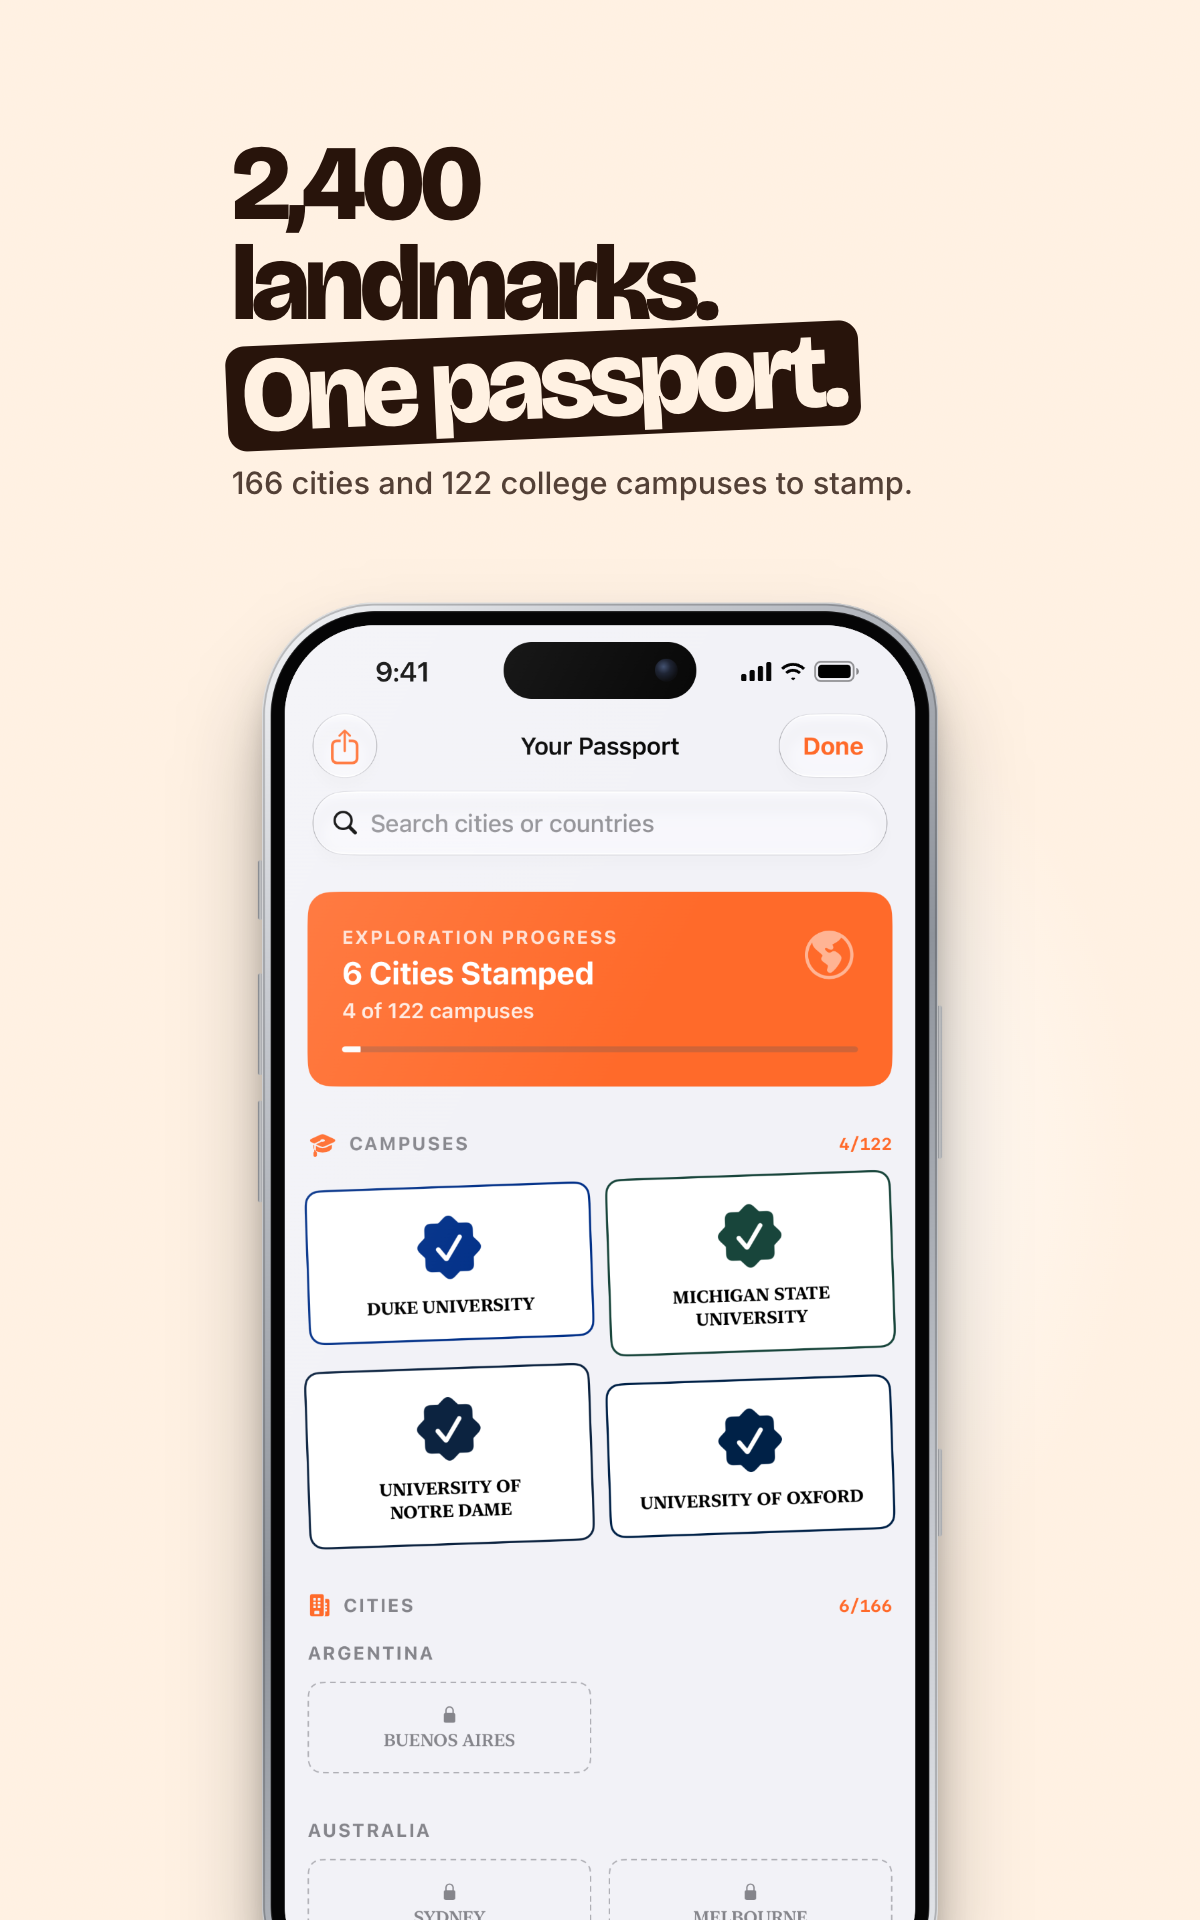 2,400
landmarks.
One passport.
166 cities and 122 college campuses to stamp.
9:41
Your Passport
Done
Search cities or countries
EXPLORATION PROGRESS
6 Cities Stamped
4 of 122 campuses
CAMPUSES
4/122
DUKE UNIVERSITY
MICHIGAN STATE
UNIVERSITY
UNIVERSITY OF
NOTRE DAME
UNIVERSITY OF OXFORD
CITIES
6/166
ARGENTINA
BUENOS AIRES
AUSTRALIA
SYDNEY
MELBOURNE